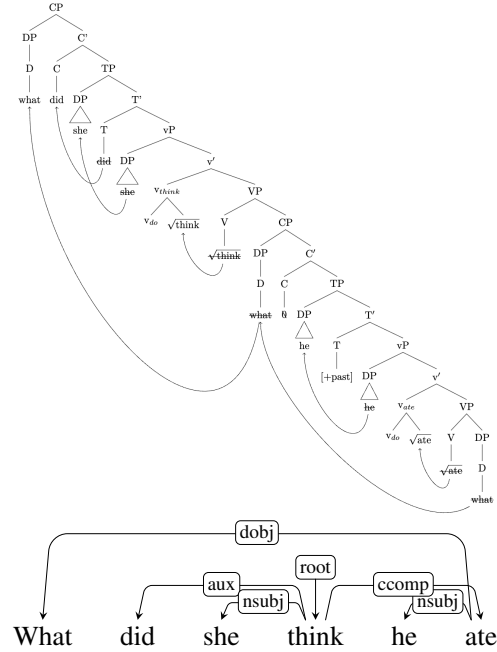 CP
DP C'
D C TP
what did DP T'
she T vP
did DP v'
she v_think VP
v_do √think V CP
√think DP C'
D C TP
what ∅ DP T'
he T vP
[+past] DP v'
he v_ate VP
v_do √ate V DP
√ate D
what
dobj
root
aux ccomp
nsubj nsubj
What did she think he ate